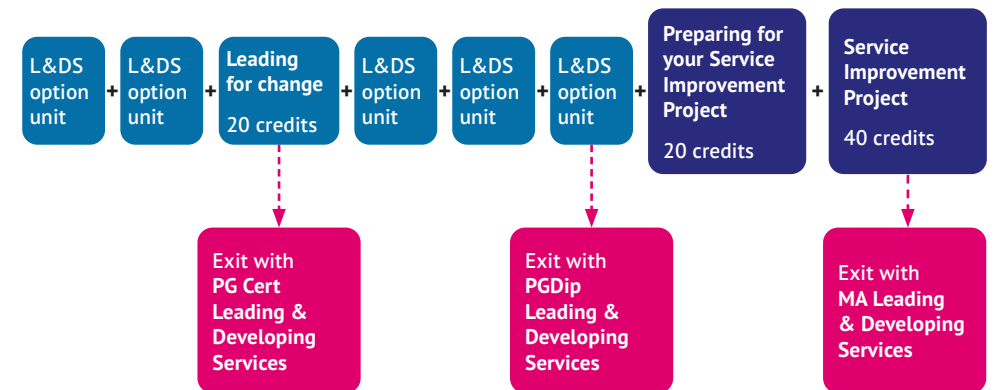 L&DS
option
unit
+
L&DS
option
unit
+
Leading
for change
20 credits
+
L&DS
option
unit
+
L&DS
option
unit
+
L&DS
option
unit
+
Preparing for
your Service
Improvement
Project
20 credits
+
Service
Improvement
Project
40 credits
Exit with
PG Cert
Leading &
Developing
Services
Exit with
PGDip
Leading &
Developing
Services
Exit with
MA Leading
& Developing
Services